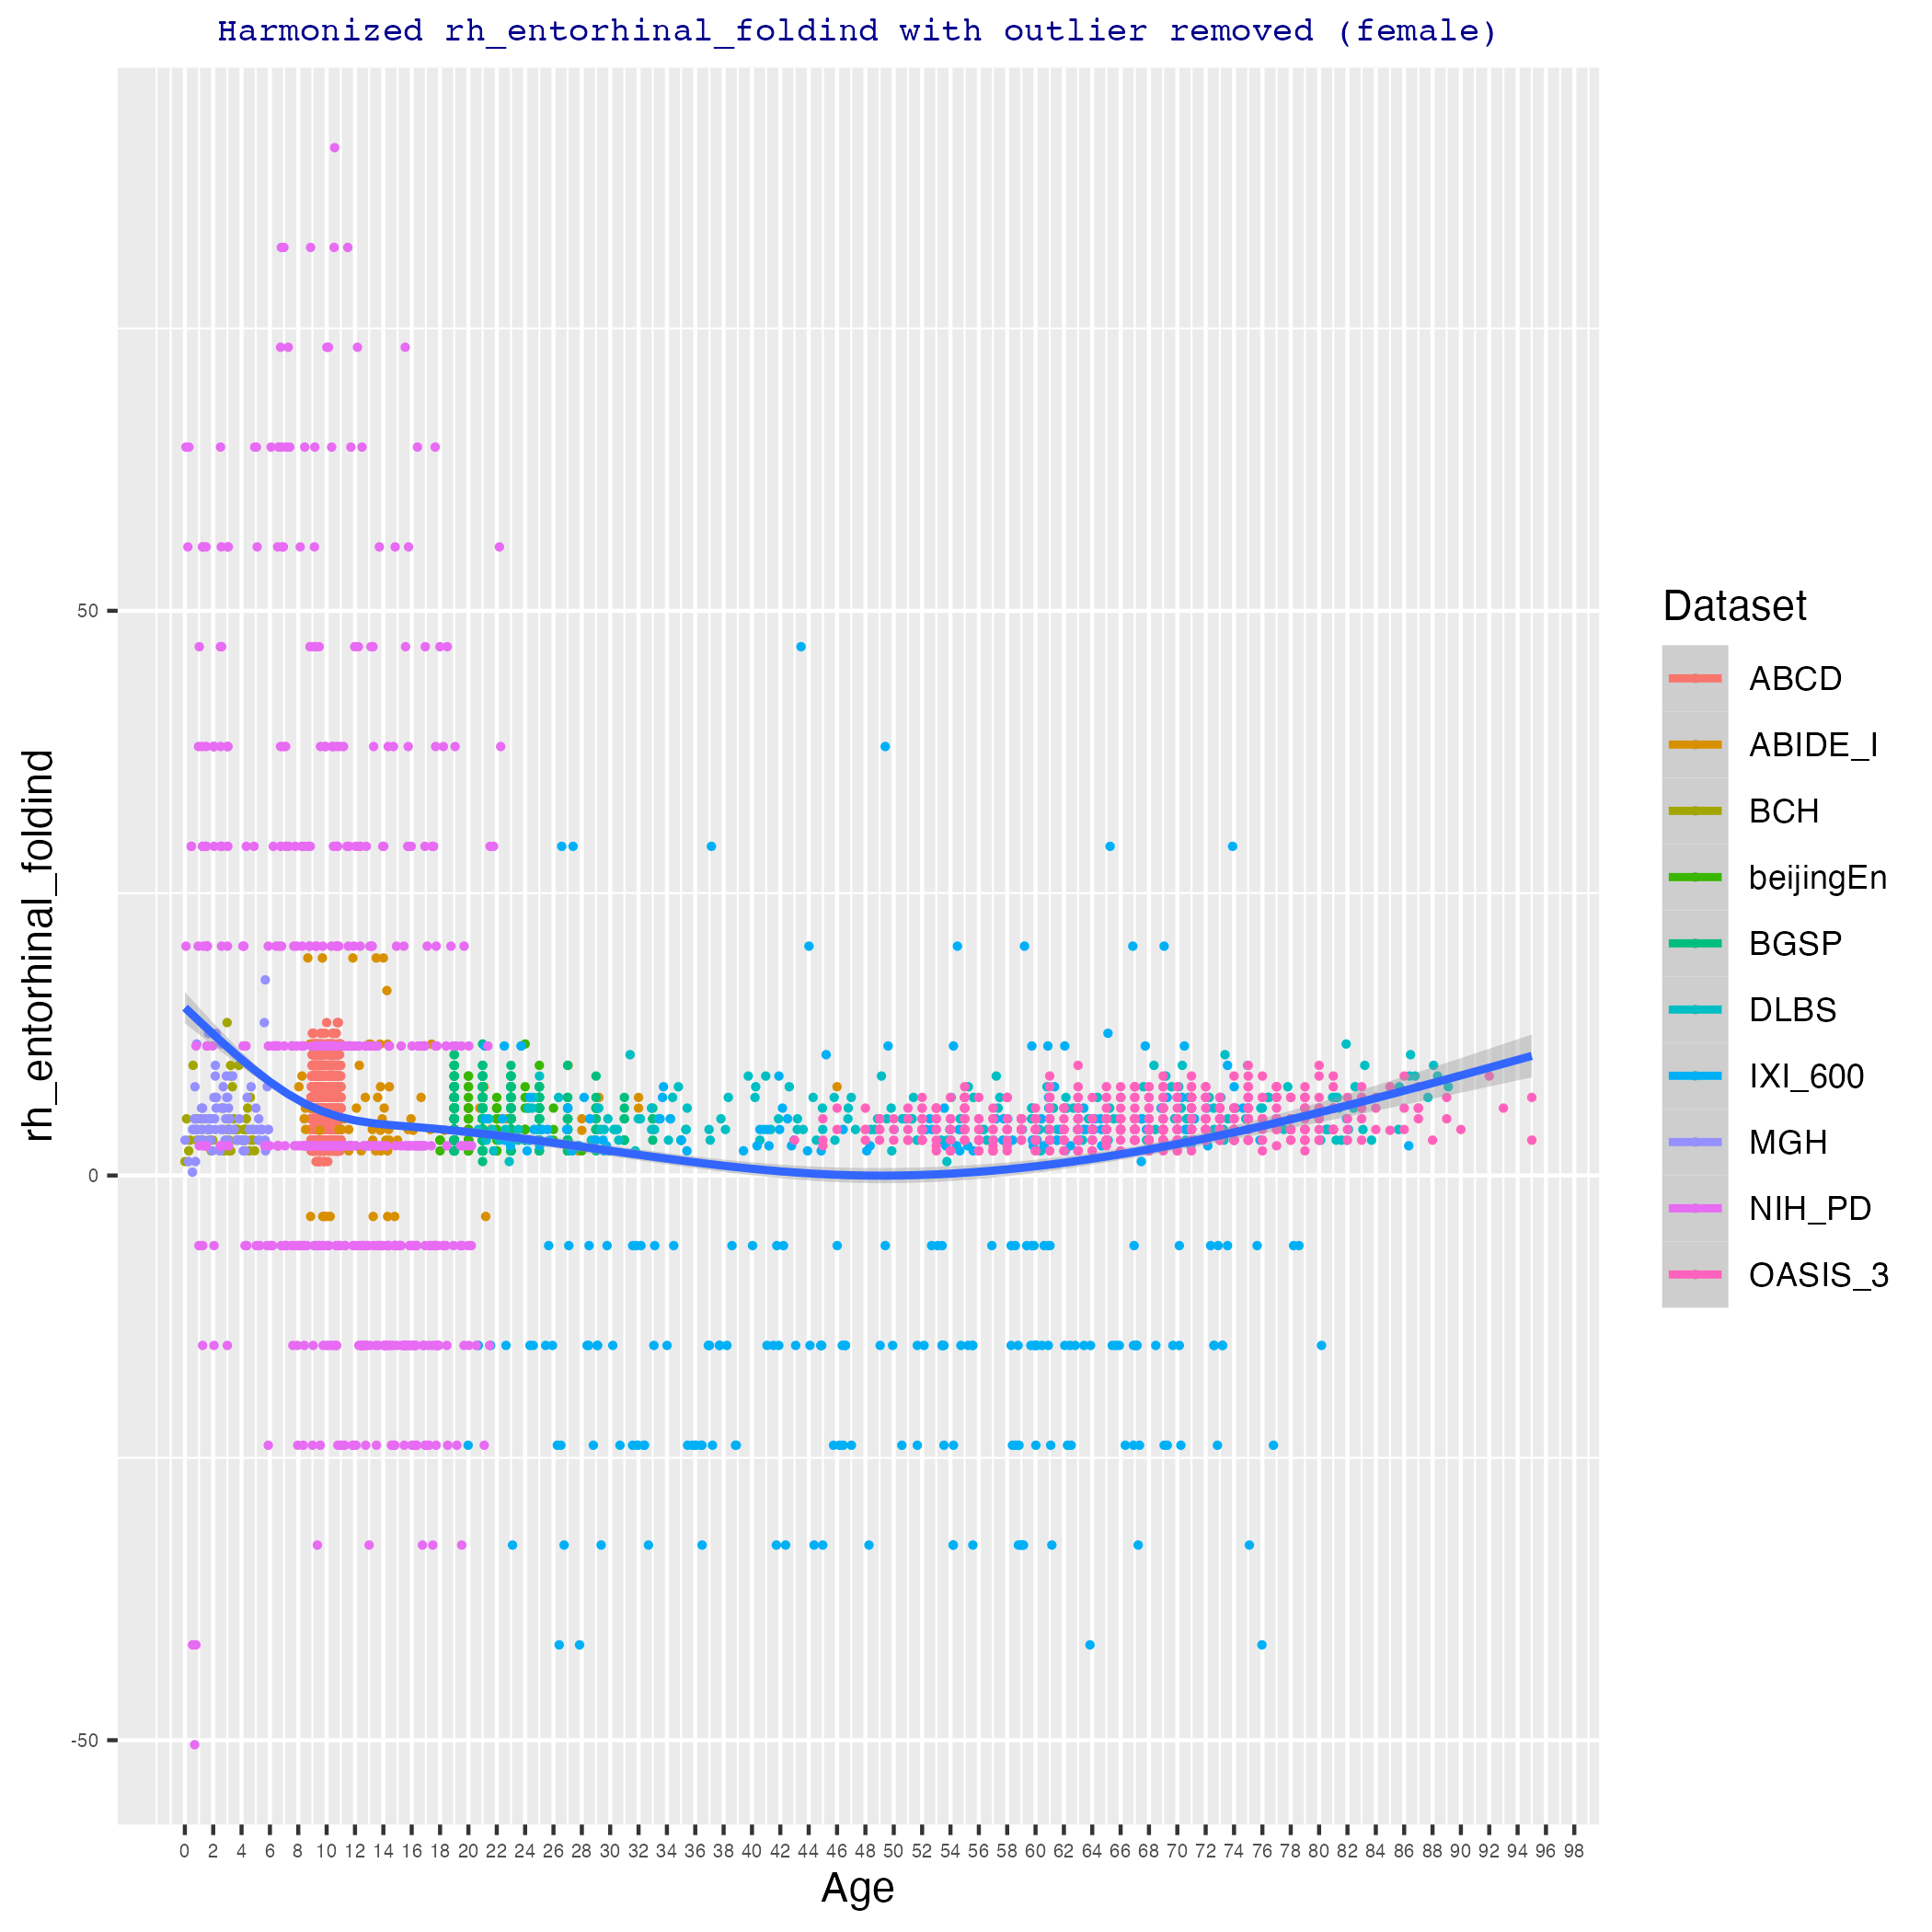 Harmonized rh_entorhinal_foldind with outlier removed (female)
rh_entorhinal_foldind
50
0
-50
0 2 4 6 8 10 12 14 16 18 20 22 24 26 28 30 32 34 36 38 40 42 44 46 48 50 52 54 56 58 60 62 64 66 68 70 72 74 76 78 80 82 84 86 88 90 92 94 96 98
Age
Dataset
ABCD
ABIDE_I
BCH
beijingEn
BGSP
DLBS
IXI_600
MGH
NIH_PD
OASIS_3